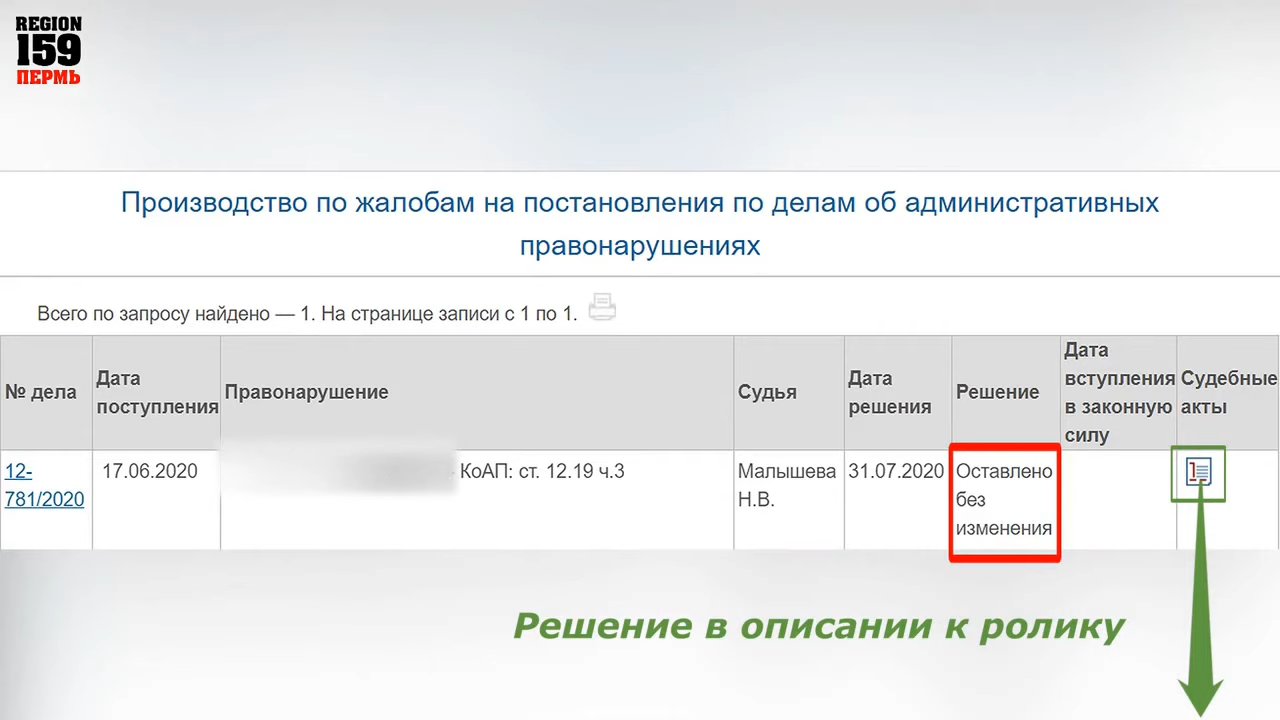 REGION
159
ПЕРМЬ
Производство по жалобам на постановления по делам об административных
правонарушениях
Всего по запросу найдено — 1. На странице записи с 1 по 1.
№ дела
Дата
поступления
Правонарушение
Судья
Дата
решения
Решение
Дата
вступления
в законную
силу
Судебные
акты
12-
781/2020
17.06.2020
КоАП: ст. 12.19 ч.3
Малышева
Н.В.
31.07.2020
Оставлено
без
изменения
Решение в описании к ролику